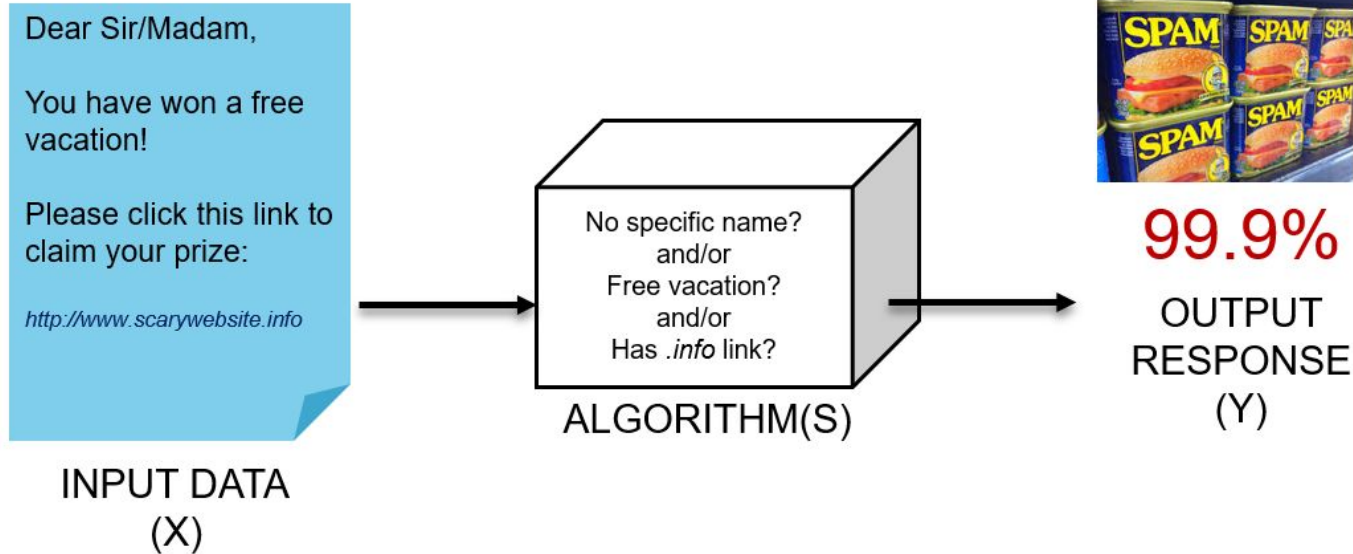 Dear Sir/Madam,
You have won a free
vacation!
Please click this link to
claim your prize:
http://www.scarywebsite.info
INPUT DATA
(X)
No specific name?
and/or
Free vacation?
and/or
Has .info link?
ALGORITHM(S)
SPAM
SPAM
SPA
SPAM
SPAM
SPAM
99.9%
OUTPUT
RESPONSE
(Y)